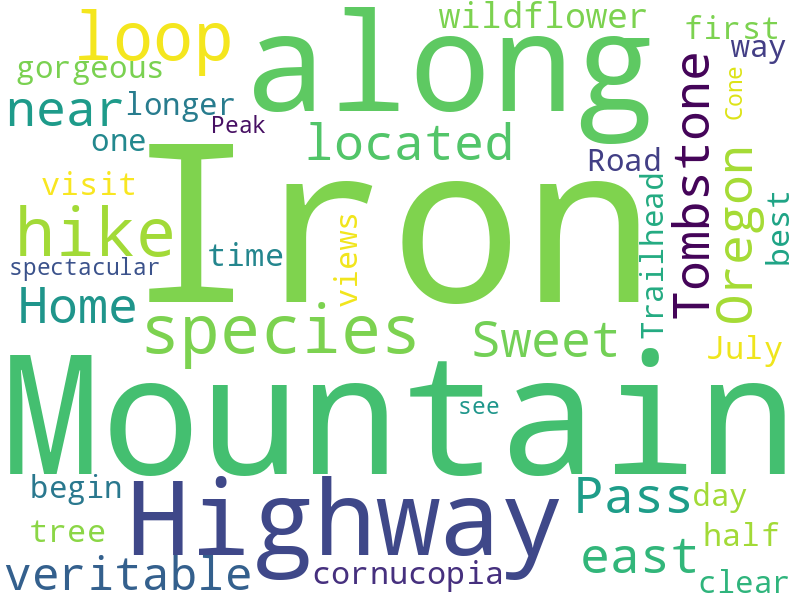 wildflower
loop
along
first
way
gorgeous
near
longer
Cone
one
Peak
located
Road
Tombstone
visit
Iron
Oregon
hike
views
Trailhead
best
time
spectacular
Home
species
Sweet
July
Mountain
see
begin
Highway
Pass
day
tree
half
east
veritable
cornucopia
clear